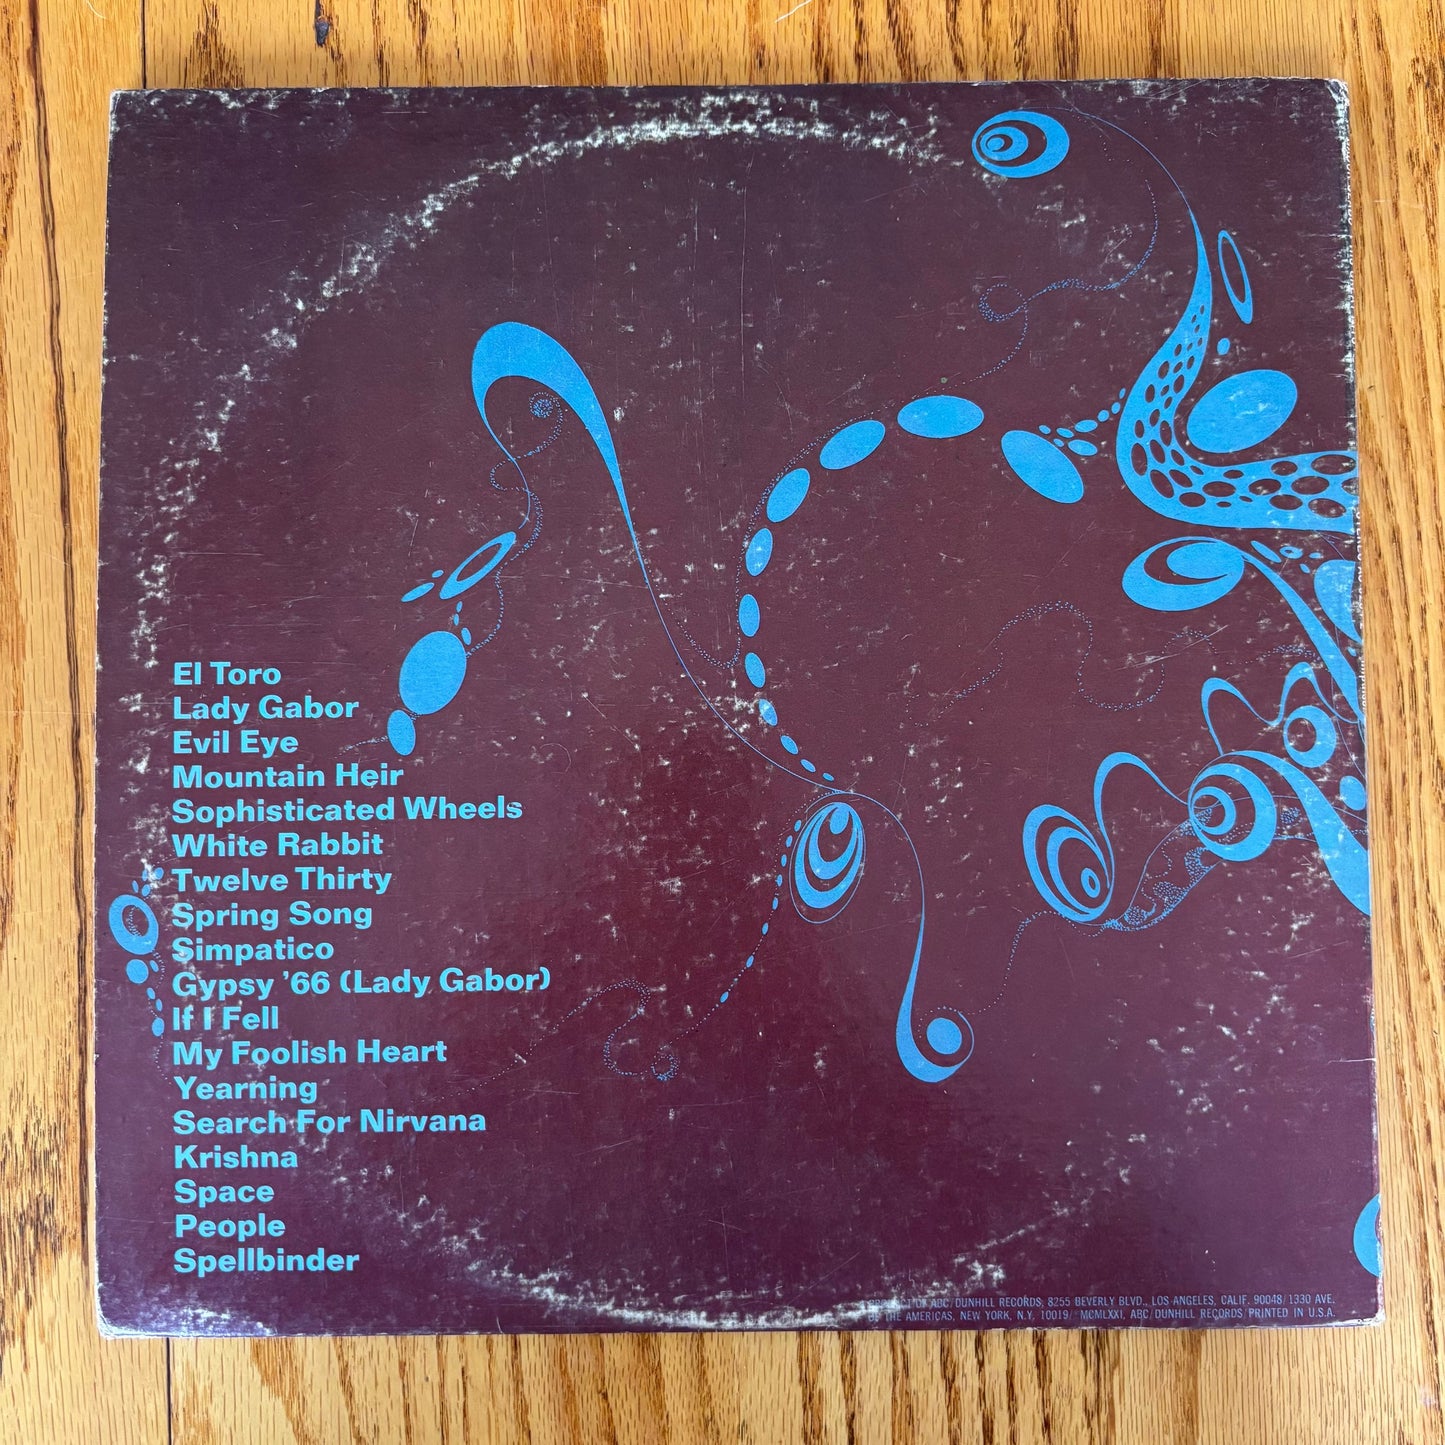 El Toro
Lady Gabor
Evil Eye
Mountain Heir
Sophisticated Wheels
White Rabbit
Twelve Thirty
Spring Song
Simpatico
Gypsy ’66 (Lady Gabor)
If I Fell
My Foolish Heart
Yearning
Search For Nirvana
Krishna
Space
People
Spellbinder
OF ABC/DUNHILL RECORDS, 8255 BEVERLY BLVD., LOS ANGELES, CALIF. 90048/1330 AVE.
OF THE AMERICAS, NEW YORK, N.Y. 10019/ MCMLXXI, ABC/DUNHILL RECORDS PRINTED IN U.S.A.